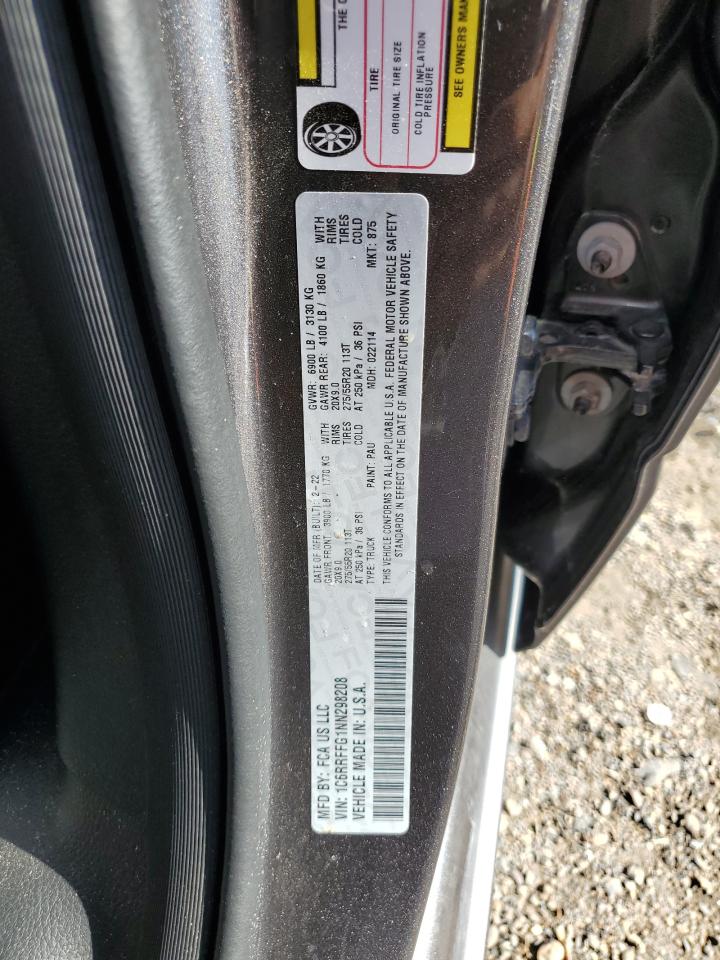 THE
TIRE
ORIGINAL TIRE SIZE
COLD TIRE INFLATION
PRESSURE
SEE OWNERS
MFD BY: FCA US LLC
VIN: 1C6RRFFG1NN298208
VEHICLE MADE IN: U.S.A.
DATE OF MFR (BUILT): 2-22
GVWR: 6900 LB / 3130 KG
GAWR FRONT: 3900 LB / 1770 KG WITH
GAWR REAR: 4100 LB / 1860 KG WITH
20X9.0 RIMS
20X9.0 RIMS
275/55R20 113T TIRES
275/55R20 113T TIRES
AT 250 kPa / 36 PSI COLD
AT 250 kPa / 36 PSI COLD
TYPE: TRUCK PAINT: PAU MDH: 022114 MKT: 875
THIS VEHICLE CONFORMS TO ALL APPLICABLE U.S.A. FEDERAL MOTOR VEHICLE SAFETY
STANDARDS IN EFFECT ON THE DATE OF MANUFACTURE SHOWN ABOVE.